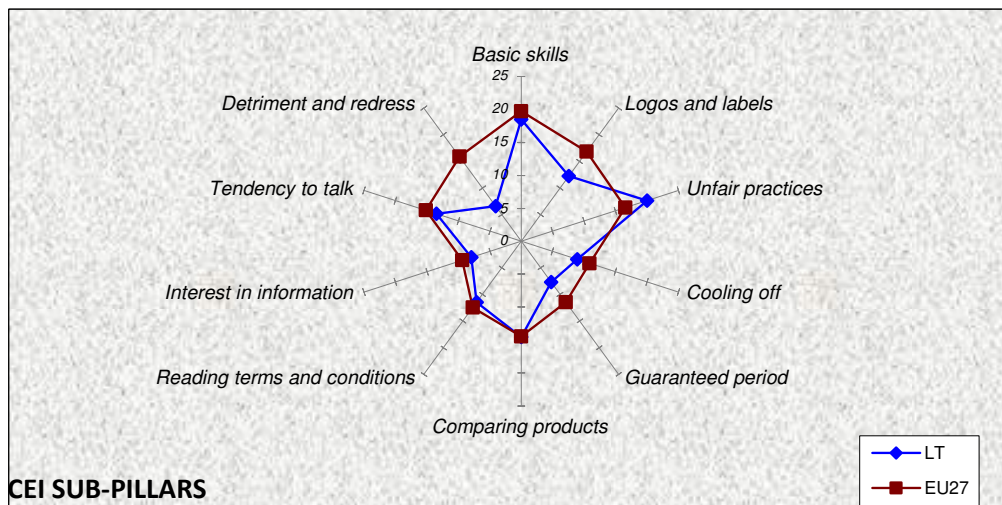 Basic skills
25
Detriment and redress
Logos and labels
20
15
Tendency to talk
10
Unfair practices
5
0
Interest in information
Cooling off
Reading terms and conditions
Guaranteed period
Comparing products
LT
CEI SUB-PILLARS
EU27